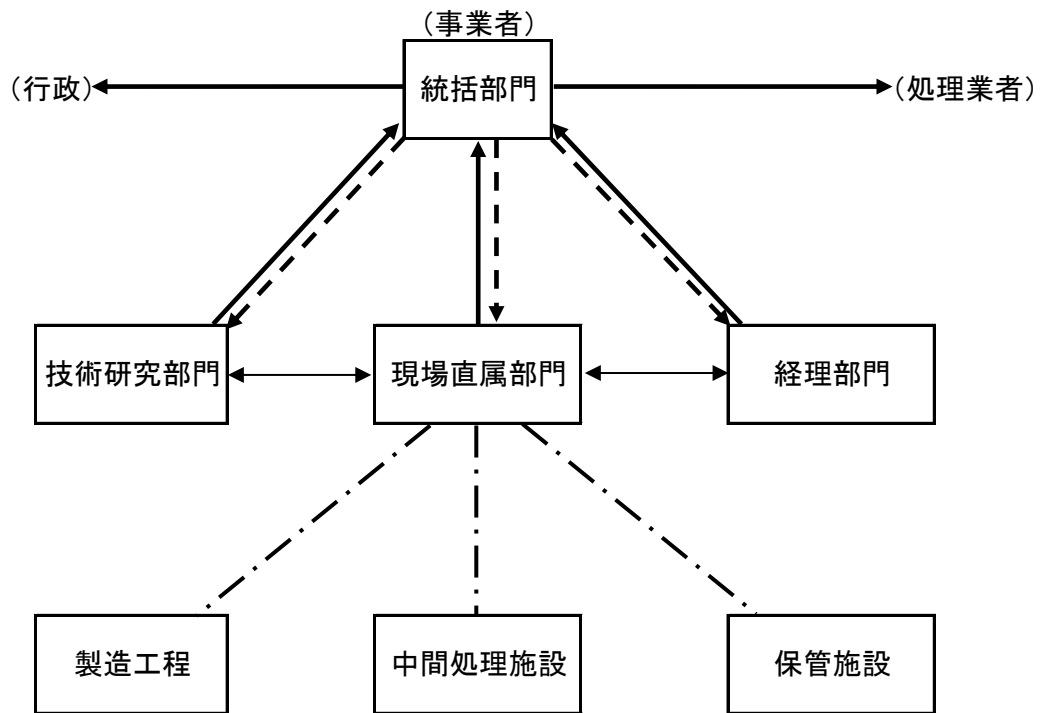 （事業者）
（行政）
統括部門
（処理業者）
技術研究部門
現場直属部門
経理部門
製造工程
中間処理施設
保管施設